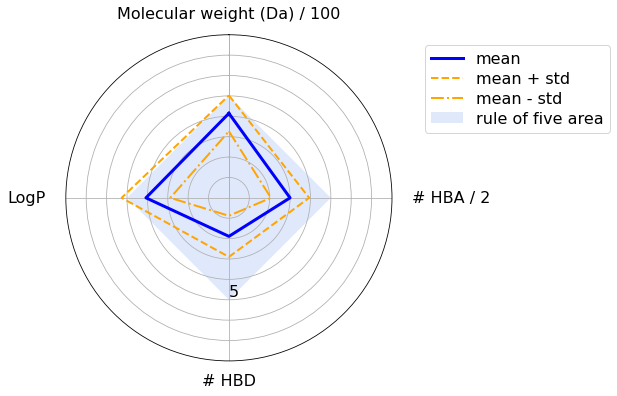 Molecular weight (Da) / 100
mean
mean + std
mean - std
rule of five area
LogP
# HBA / 2
5
# HBD